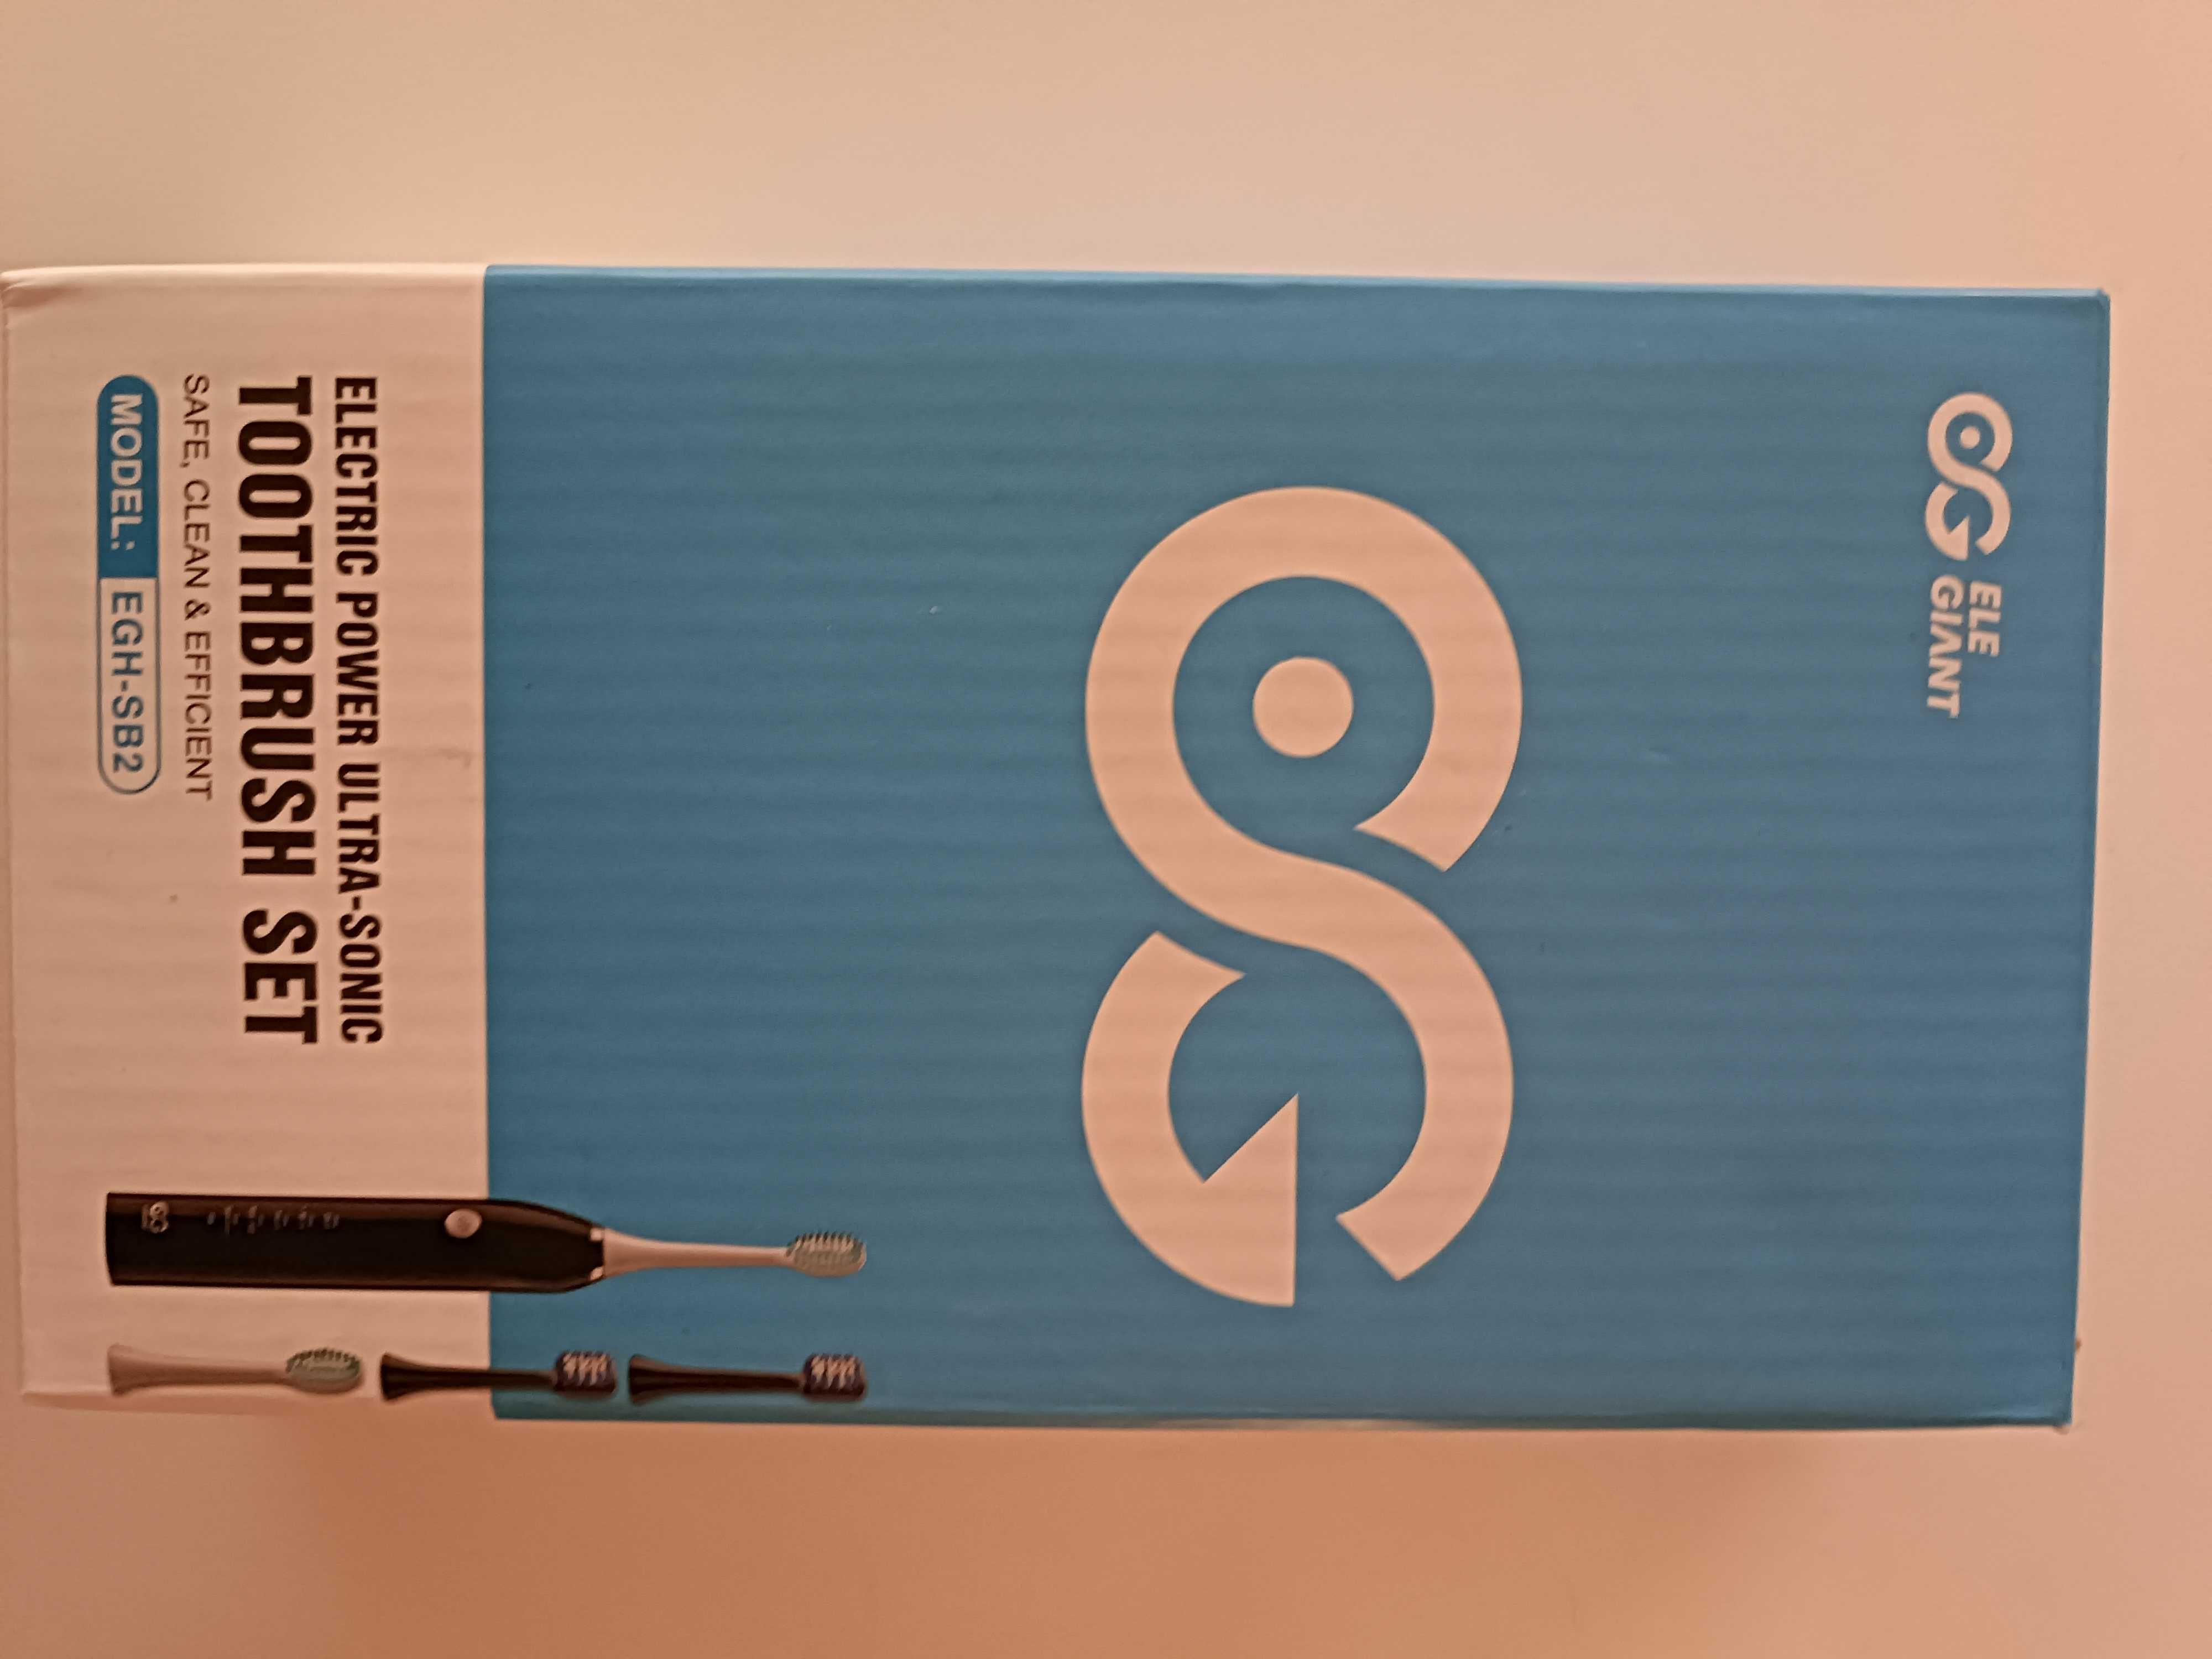 ELE
GIANT
ELECTRIC POWER ULTRA-SONIC
TOOTHBRUSH SET
SAFE, CLEAN & EFFICIENT
MODEL: EGH-SB2